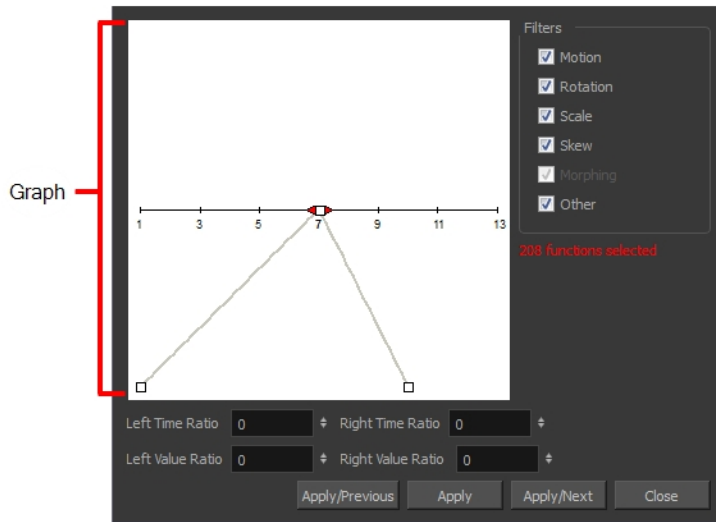 Graph
1 3 5 7 9 11 13
Filters
Motion
Rotation
Scale
Skew
Morphing
Other
208 functions selected
Left Time Ratio 0 Right Time Ratio 0
Left Value Ratio 0 Right Value Ratio 0
Apply/Previous Apply Apply/Next Close